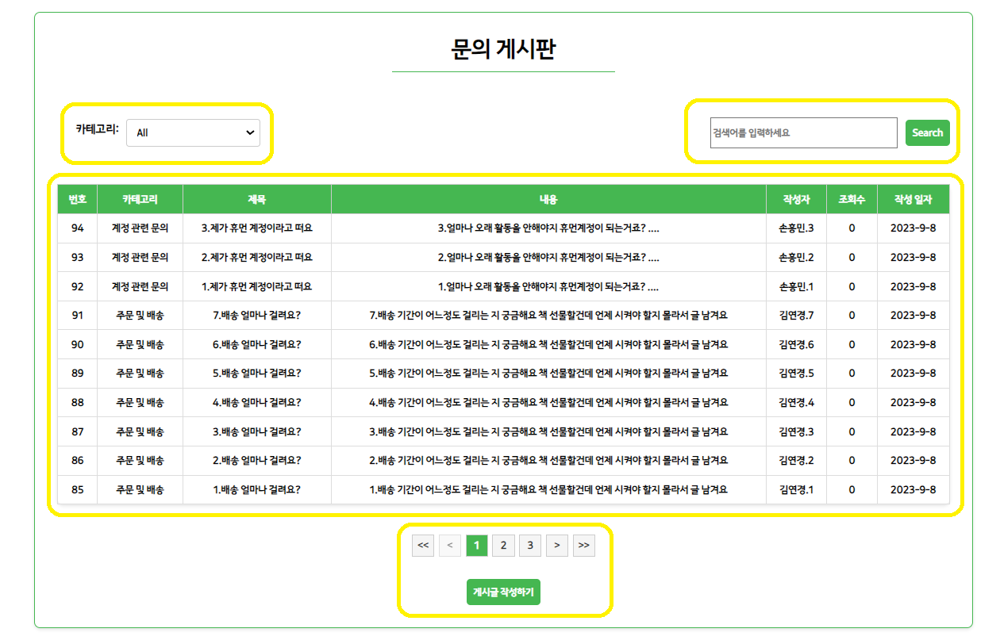 문의 게시판
카테고리: All 검색어를 입력하세요 Search
번호 카테고리 제목 내용 작성자 조회수 작성 일자
94 계정 관련 문의 3.제가 휴먼 계정이라고 떠요 3.얼마나 오래 활동을 안해야지 휴먼계정이 되는거죠? .... 손흥민.3 0 2023-9-8
93 계정 관련 문의 2.제가 휴먼 계정이라고 떠요 2.얼마나 오래 활동을 안해야지 휴먼계정이 되는거죠? .... 손흥민.2 0 2023-9-8
92 계정 관련 문의 1.제가 휴먼 계정이라고 떠요 1.얼마나 오래 활동을 안해야지 휴먼계정이 되는거죠? .... 손흥민.1 0 2023-9-8
91 주문 및 배송 7.배송 얼마나 걸려요? 7.배송 기간이 어느정도 걸리는 지 궁금해요 책 선물할건데 언제 시켜야 할지 몰라서 글 남겨요 김연경.7 0 2023-9-8
90 주문 및 배송 6.배송 얼마나 걸려요? 6.배송 기간이 어느정도 걸리는 지 궁금해요 책 선물할건데 언제 시켜야 할지 몰라서 글 남겨요 김연경.6 0 2023-9-8
89 주문 및 배송 5.배송 얼마나 걸려요? 5.배송 기간이 어느정도 걸리는 지 궁금해요 책 선물할건데 언제 시켜야 할지 몰라서 글 남겨요 김연경.5 0 2023-9-8
88 주문 및 배송 4.배송 얼마나 걸려요? 4.배송 기간이 어느정도 걸리는 지 궁금해요 책 선물할건데 언제 시켜야 할지 몰라서 글 남겨요 김연경.4 0 2023-9-8
87 주문 및 배송 3.배송 얼마나 걸려요? 3.배송 기간이 어느정도 걸리는 지 궁금해요 책 선물할건데 언제 시켜야 할지 몰라서 글 남겨요 김연경.3 0 2023-9-8
86 주문 및 배송 2.배송 얼마나 걸려요? 2.배송 기간이 어느정도 걸리는 지 궁금해요 책 선물할건데 언제 시켜야 할지 몰라서 글 남겨요 김연경.2 0 2023-9-8
85 주문 및 배송 1.배송 얼마나 걸려요? 1.배송 기간이 어느정도 걸리는 지 궁금해요 책 선물할건데 언제 시켜야 할지 몰라서 글 남겨요 김연경.1 0 2023-9-8
<< < 1 2 3 > >>
게시글 작성하기